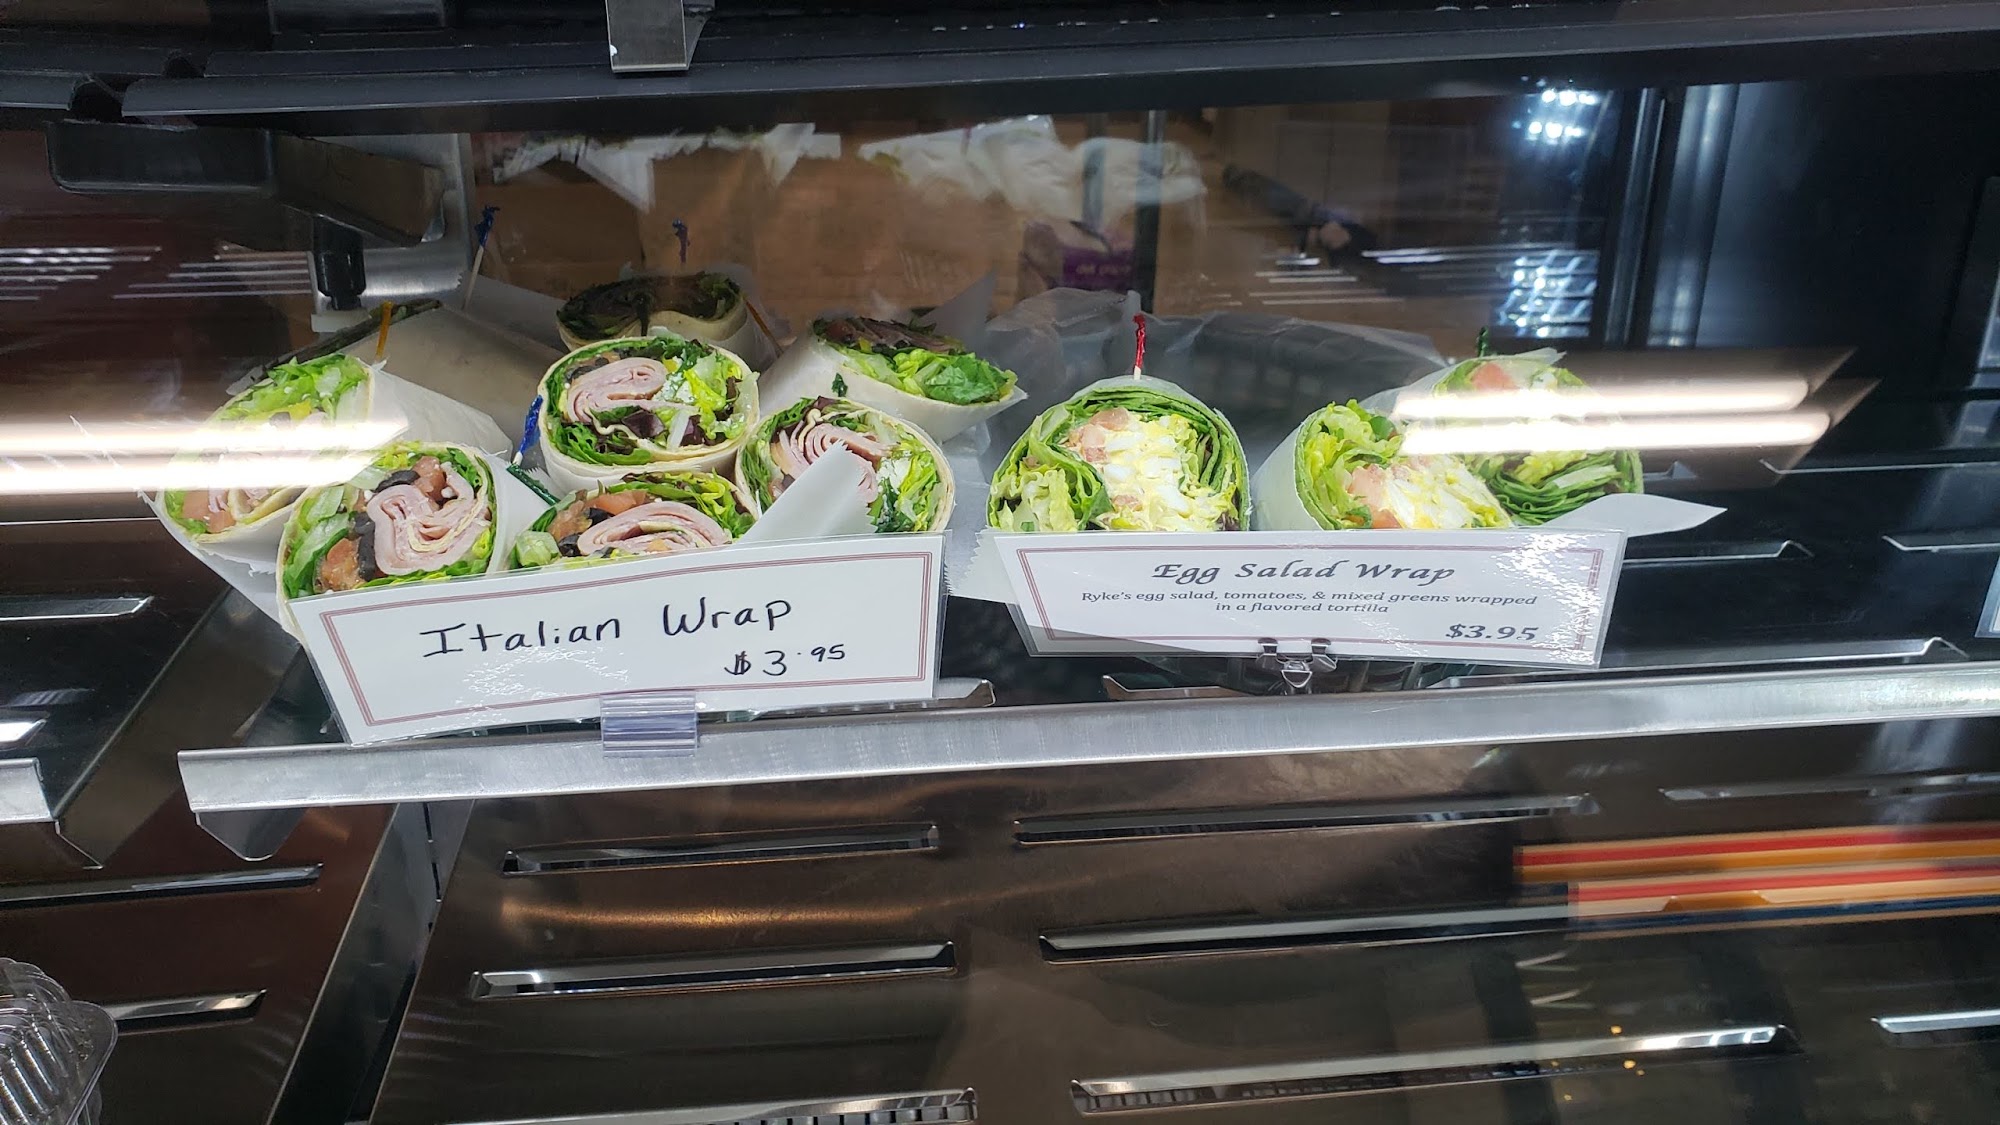 Italian Wrap
$3.95
Egg Salad Wrap
Ryke's egg salad, tomatoes, & mixed greens wrapped
in a flavored tortilla
$3.95